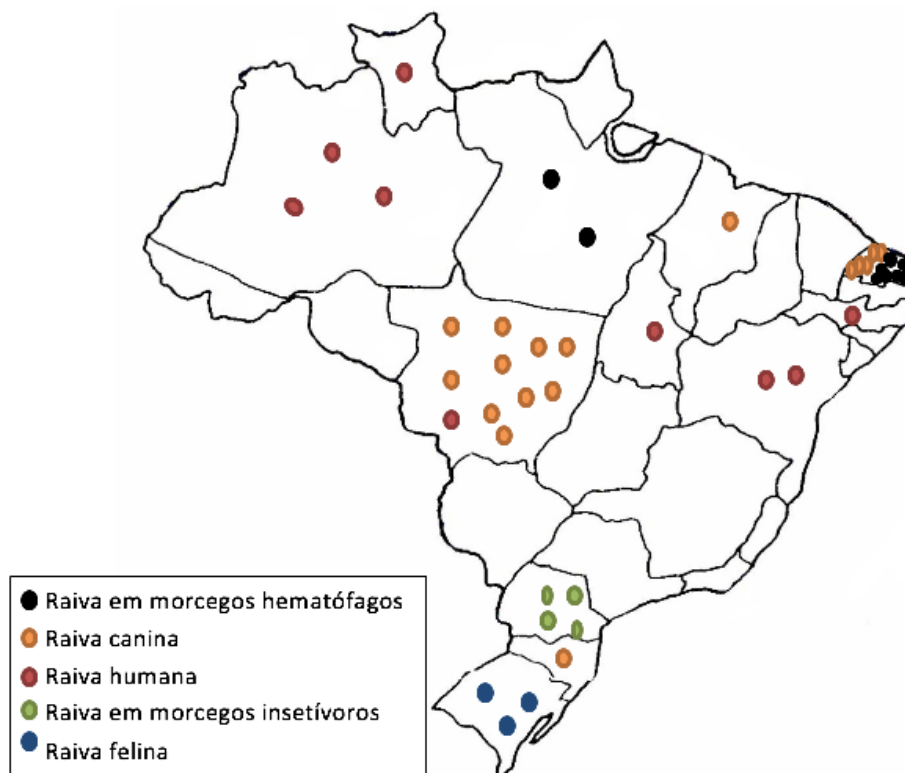 Raiva em morcegos hematófagos
Raiva canina
Raiva humana
Raiva em morcegos insetívoros
Raiva felina